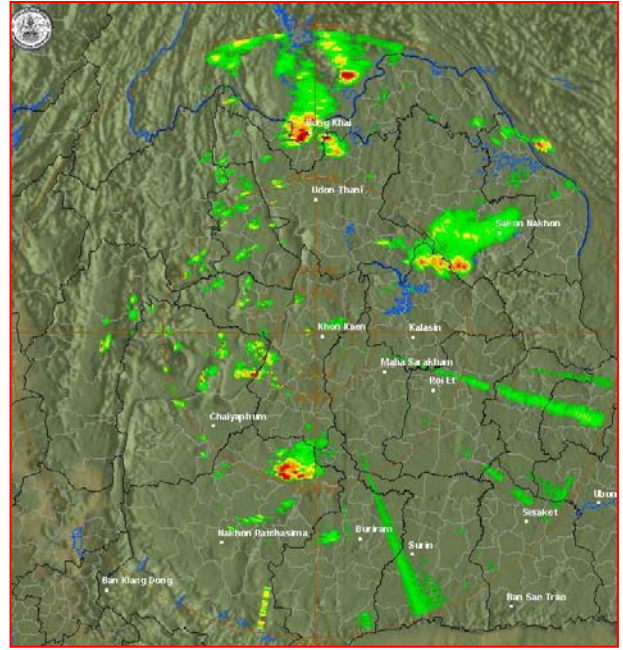 Nong Khai
Udon Thani
Sakon Nakhon
Khon Kaen
Kalasin
Maha Sarakham
Roi Et
Chaiyaphum
Ubon
Sisaket
Buriram
Nakhon Ratchasima
Surin
Ban Klang Dong
Ban Sae Trao